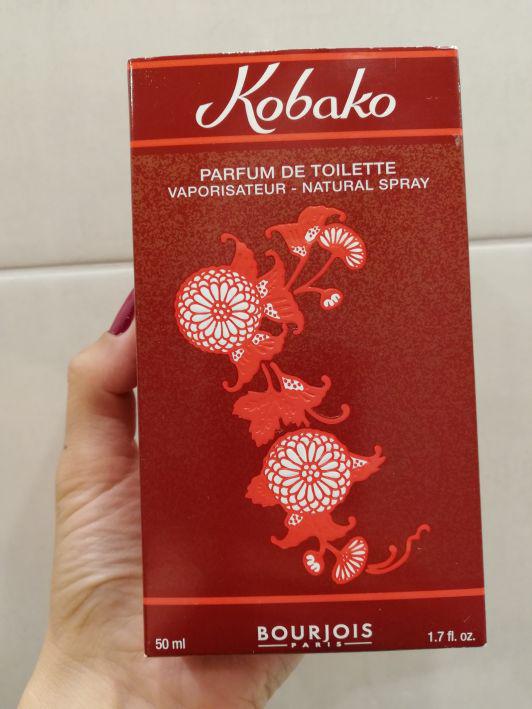 Kobako
PARFUM DE TOILETTE
VAPORISATEUR - NATURAL SPRAY
50 ml
BOURJOIS
PARIS
1.7 fl. oz.